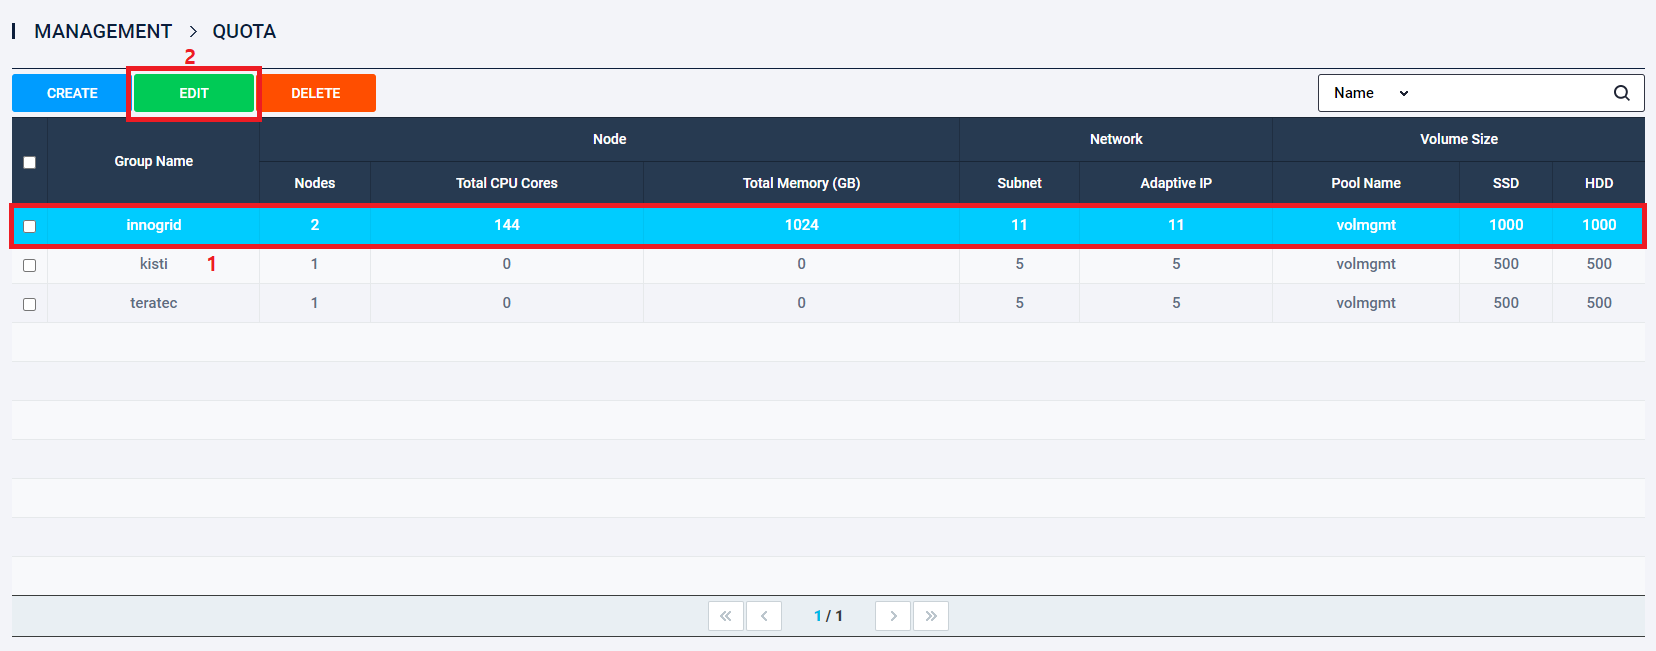 MANAGEMENT > QUOTA
2
CREATE EDIT DELETE Name
Node Network Volume Size
Group Name
Nodes Total CPU Cores Total Memory (GB) Subnet Adaptive IP Pool Name SSD HDD
innogrid 2 144 1024 11 11 volmgmt 1000 1000
kisti 1 1 0 0 5 5 volmgmt 500 500
teratec 1 0 0 5 5 volmgmt 500 500
« ‹ 1 / 1 › »